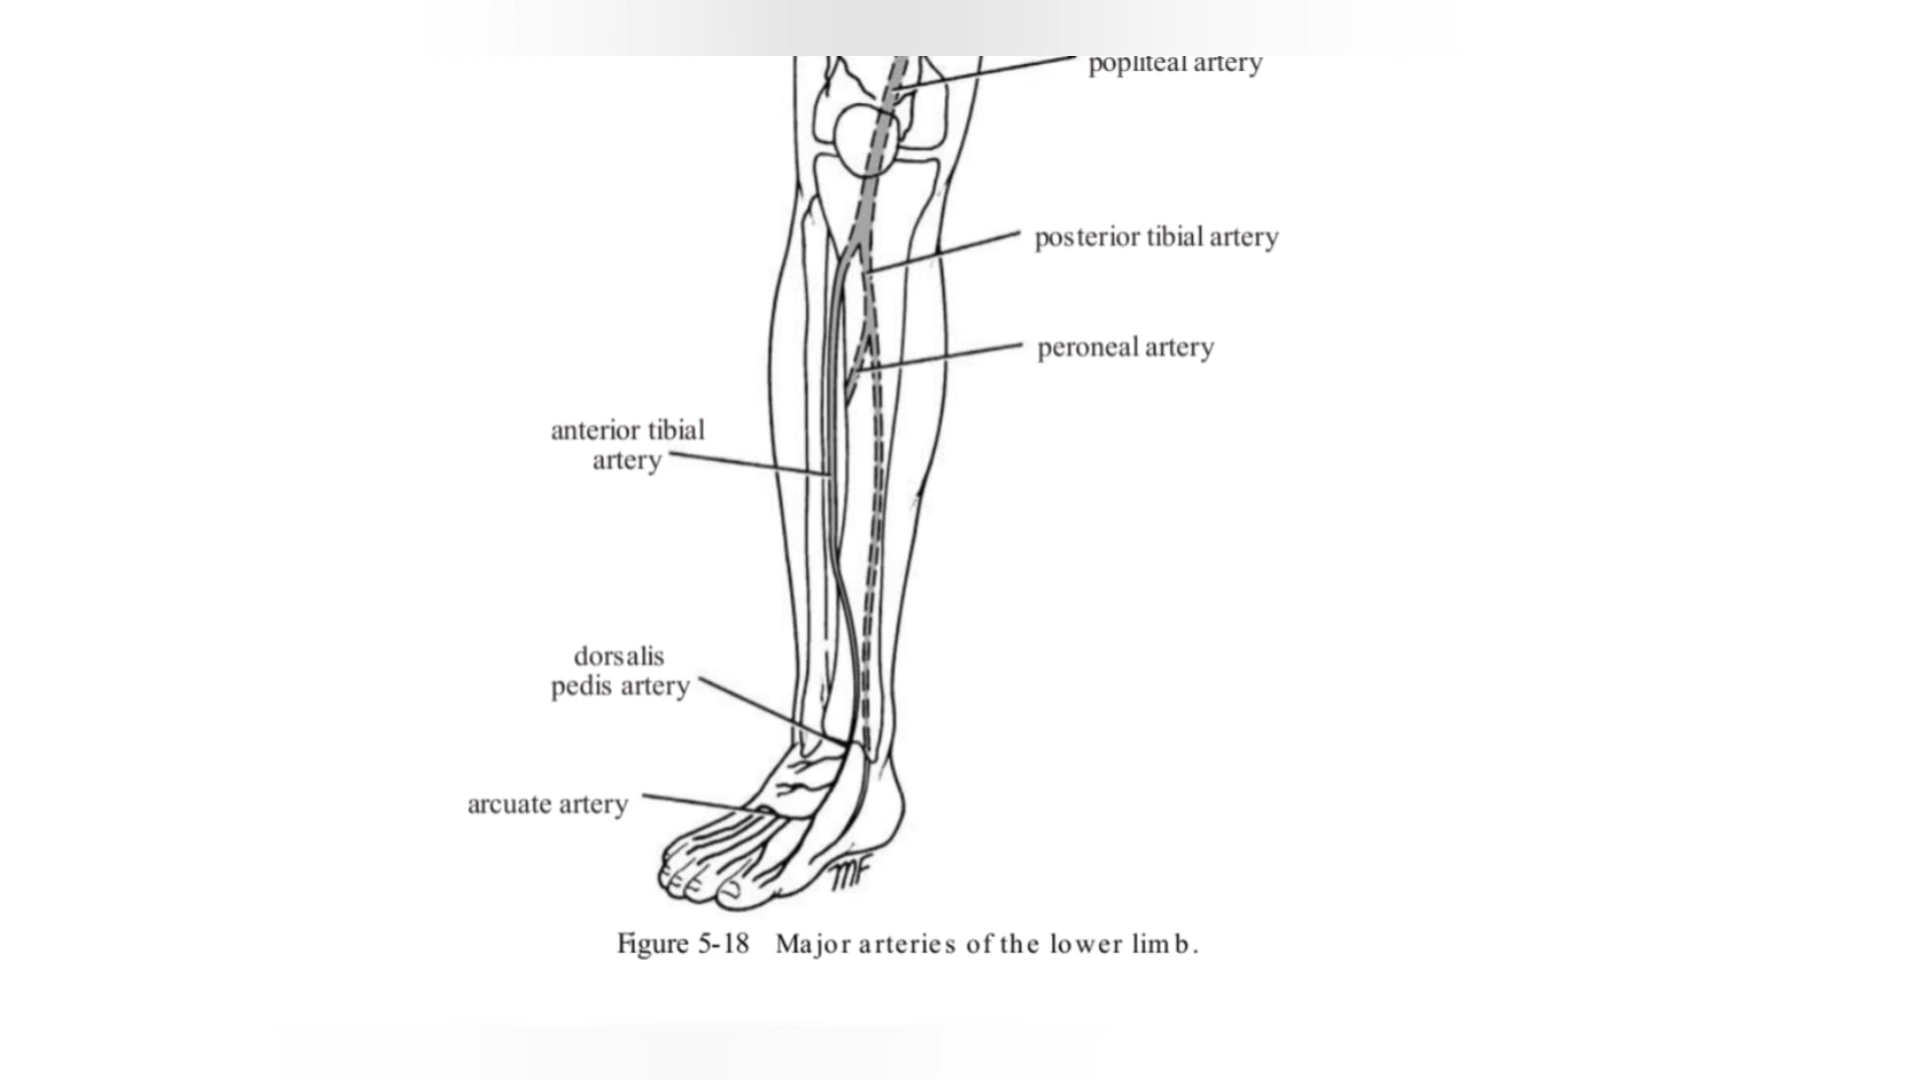 popliteal artery
posterior tibial artery
peroneal artery
anterior tibial
artery
dorsalis
pedis artery
arcuate artery
MF
Figure 5-18 Major arteries of the lower limb.